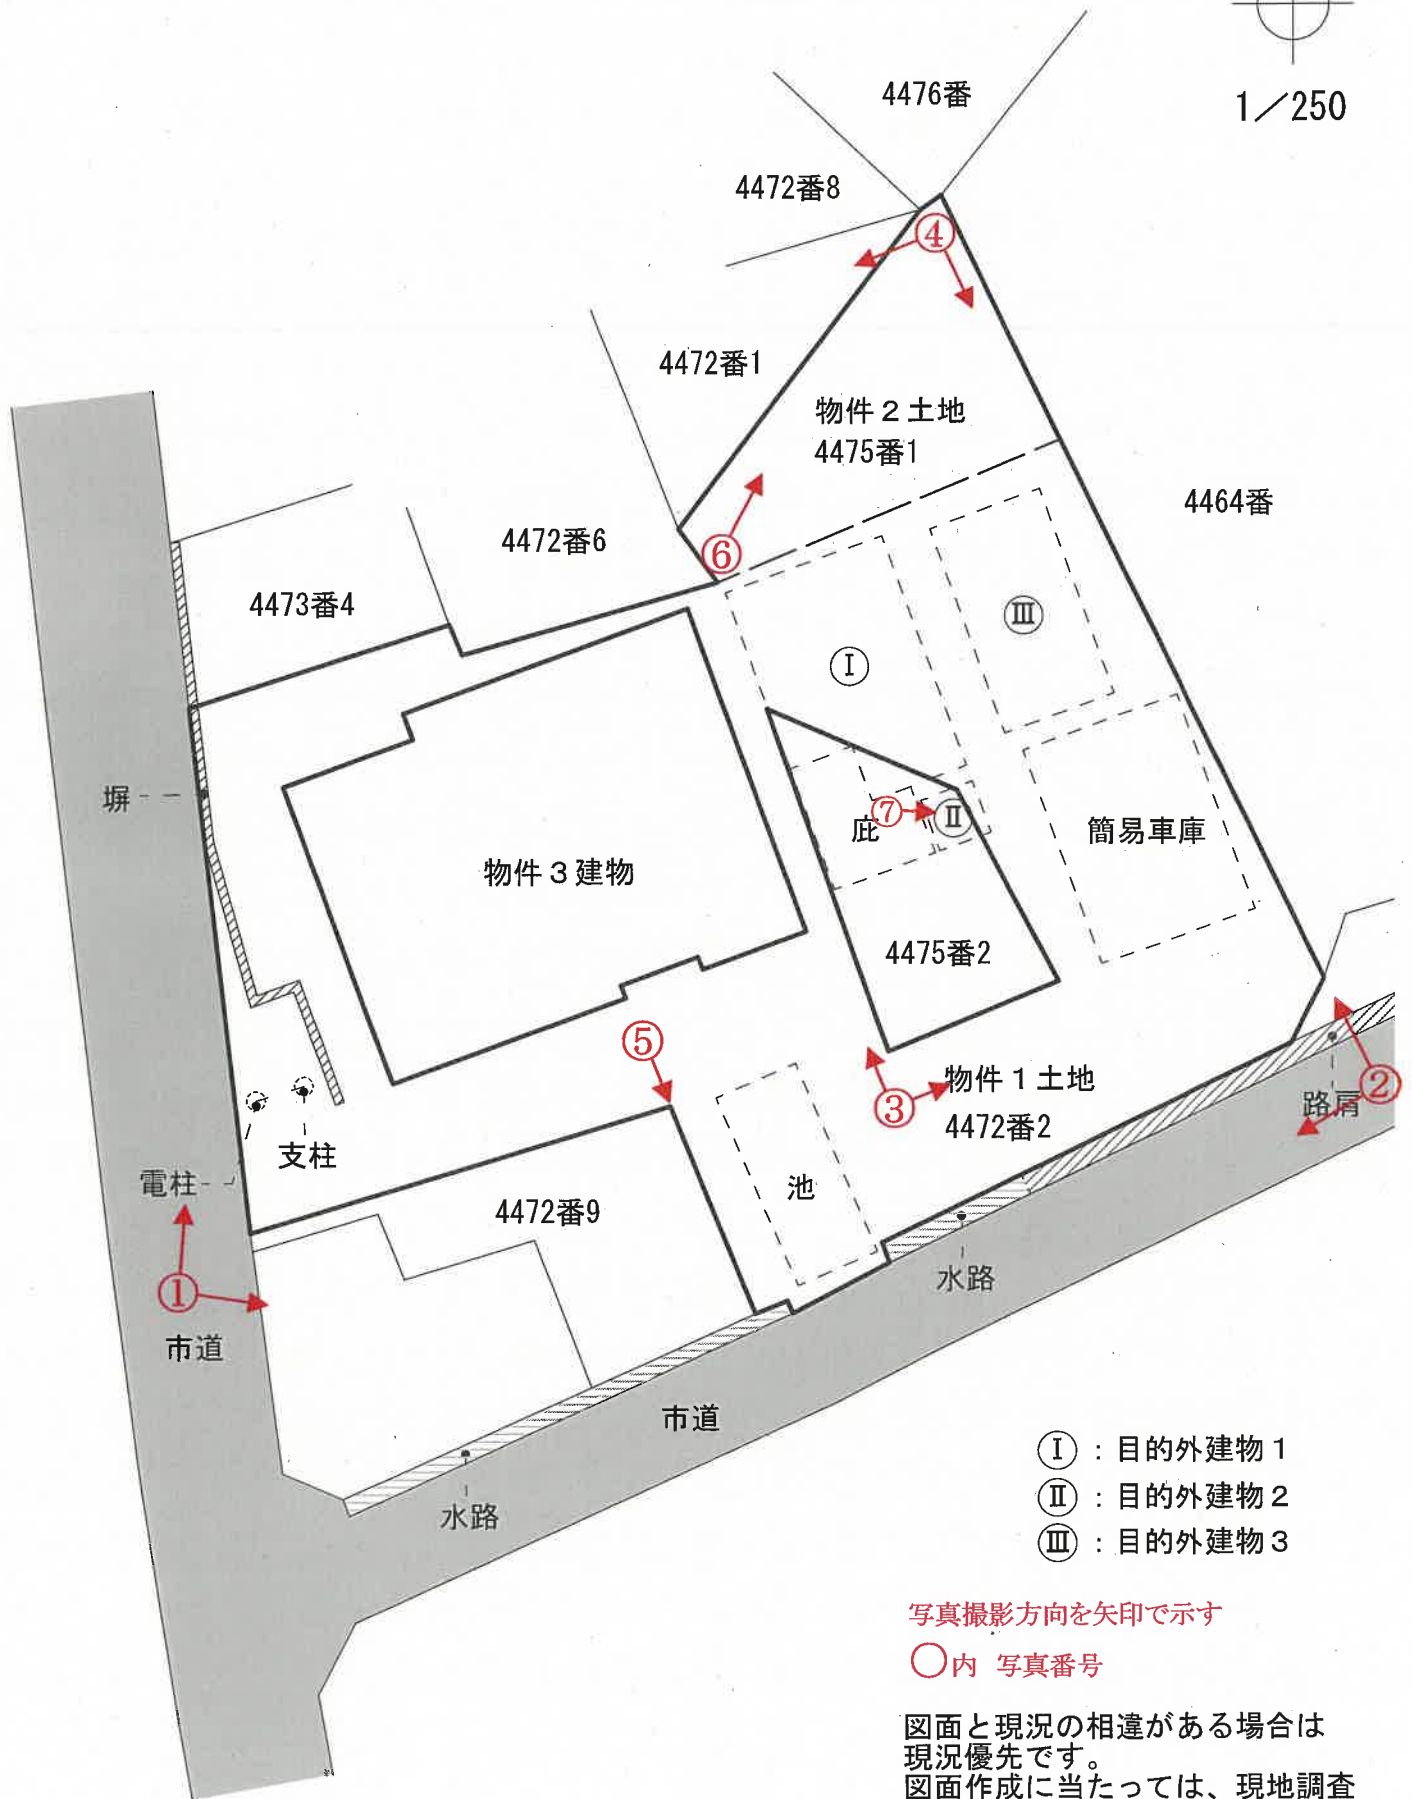 1／250
4476番
4472番8
4
4472番1
物件２土地
4475番1
4464番
4472番6
6
4473番4
Ⅲ
Ⅰ
塀
7
Ⅱ
庇
簡易車庫
物件３建物
4475番2
5
物件１土地
3
2
路肩
4472番2
支柱
電柱
池
4472番9
水路
1
市道
市道
水路
Ⅰ：目的外建物１
Ⅱ：目的外建物２
Ⅲ：目的外建物３
写真撮影方向を矢印で示す
○内 写真番号
図面と現況の相違がある場合は
現況優先です。
図面作成に当たっては、現地調査